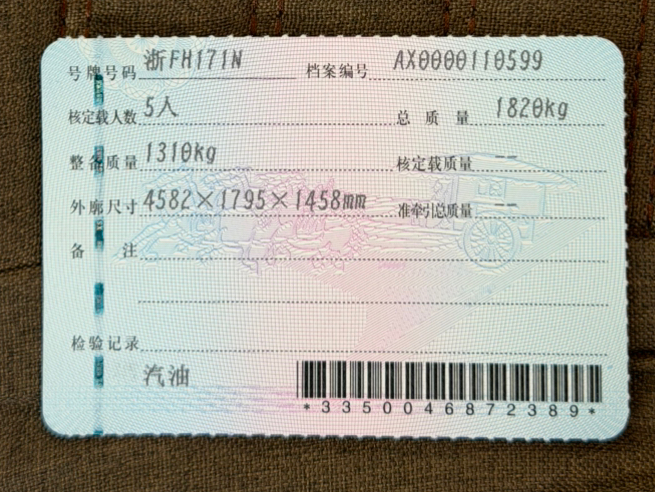 号牌号码 浙FH171N 档案编号 AX0000110599
核定载人数 5人 总质量 1820kg
整备质量 1310kg 核定载质量 --
外廓尺寸 4582×1795×1458mm 准牵引总质量 --
备注
检验记录
汽油
*3350046872389*